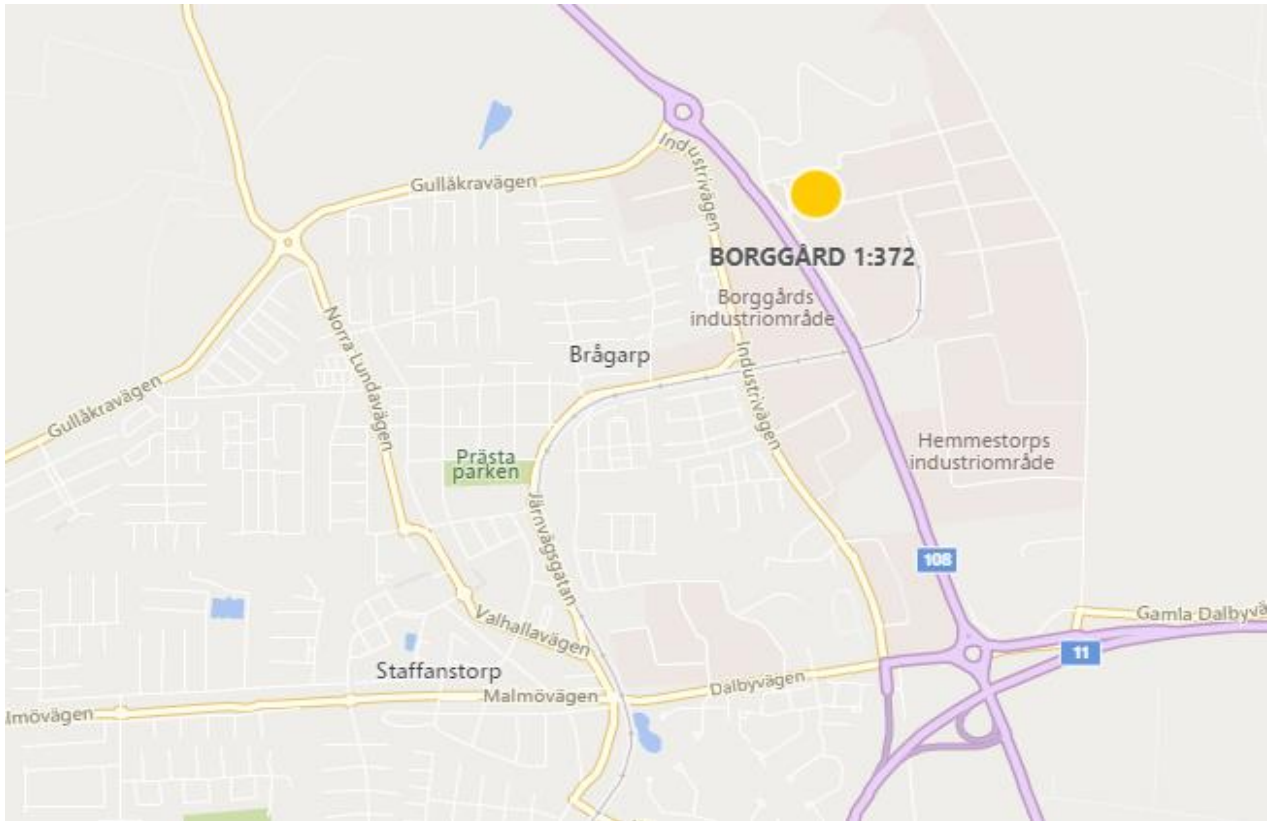 Industrivägen
Gullåkravägen
BORGGÅRD 1:372
Borggårds
industriområde
Norra Lundavägen
Brågarp
Industrivägen
Gullåkravägen
Hemmestorps
industriområde
Prästa
parken
Järnvägsgatan
108
Valhallavägen
Gamla Dalbyvä
11
Staffanstorp
Malmövägen
Dalbyvägen
lmövägen